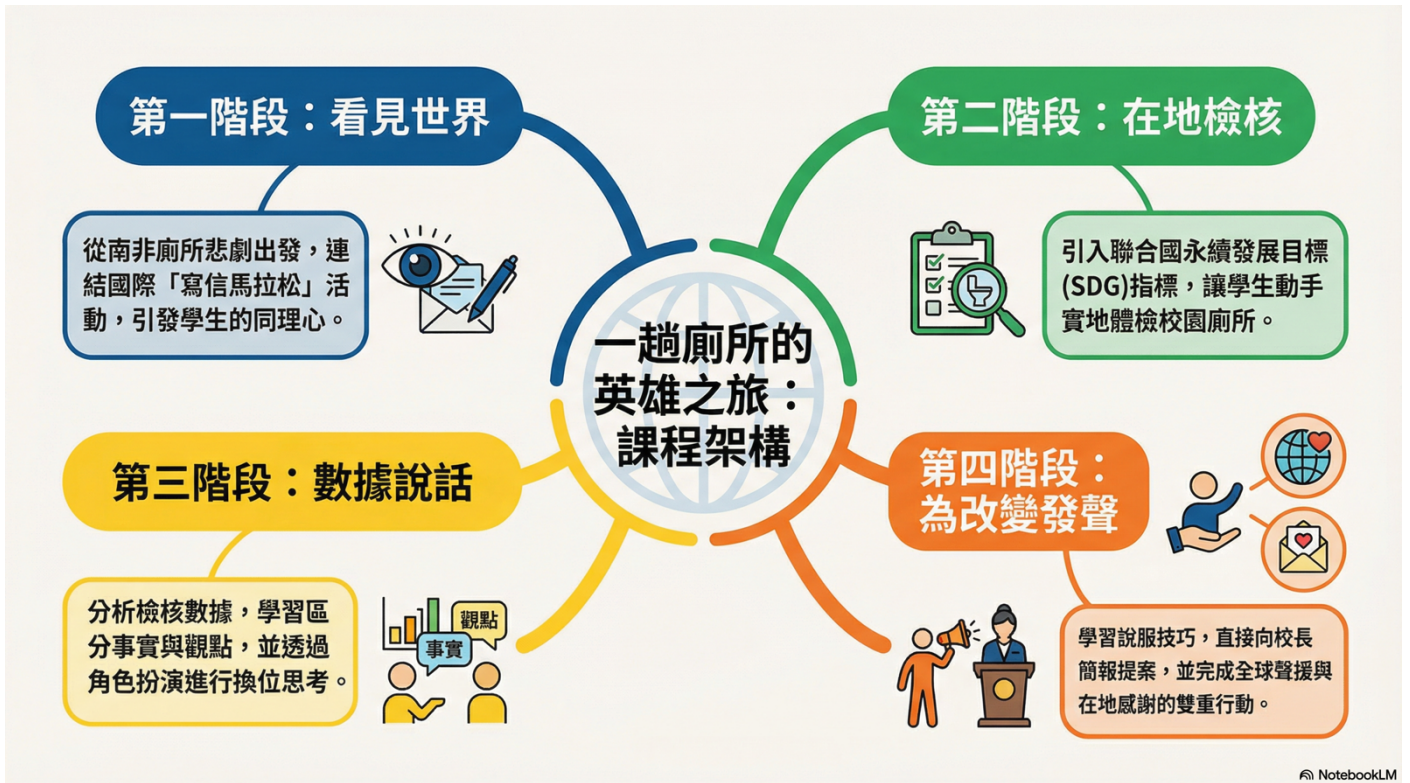 第一階段：看見世界
從南非廁所悲劇出發，連
結國際「寫信馬拉松」活
動，引發學生的同理心。
第二階段：在地檢核
引入聯合國永續發展目標
(SDG)指標，讓學生動手
實地體檢校園廁所。
一趟廁所的
英雄之旅：
課程架構
第三階段：數據說話
分析檢核數據，學習區
分事實與觀點，並透過
角色扮演進行換位思考。
觀點
事實
第四階段：
為改變發聲
學習說服技巧，直接向校長
簡報提案，並完成全球聲援與
在地感謝的雙重行動。
NotebookLM